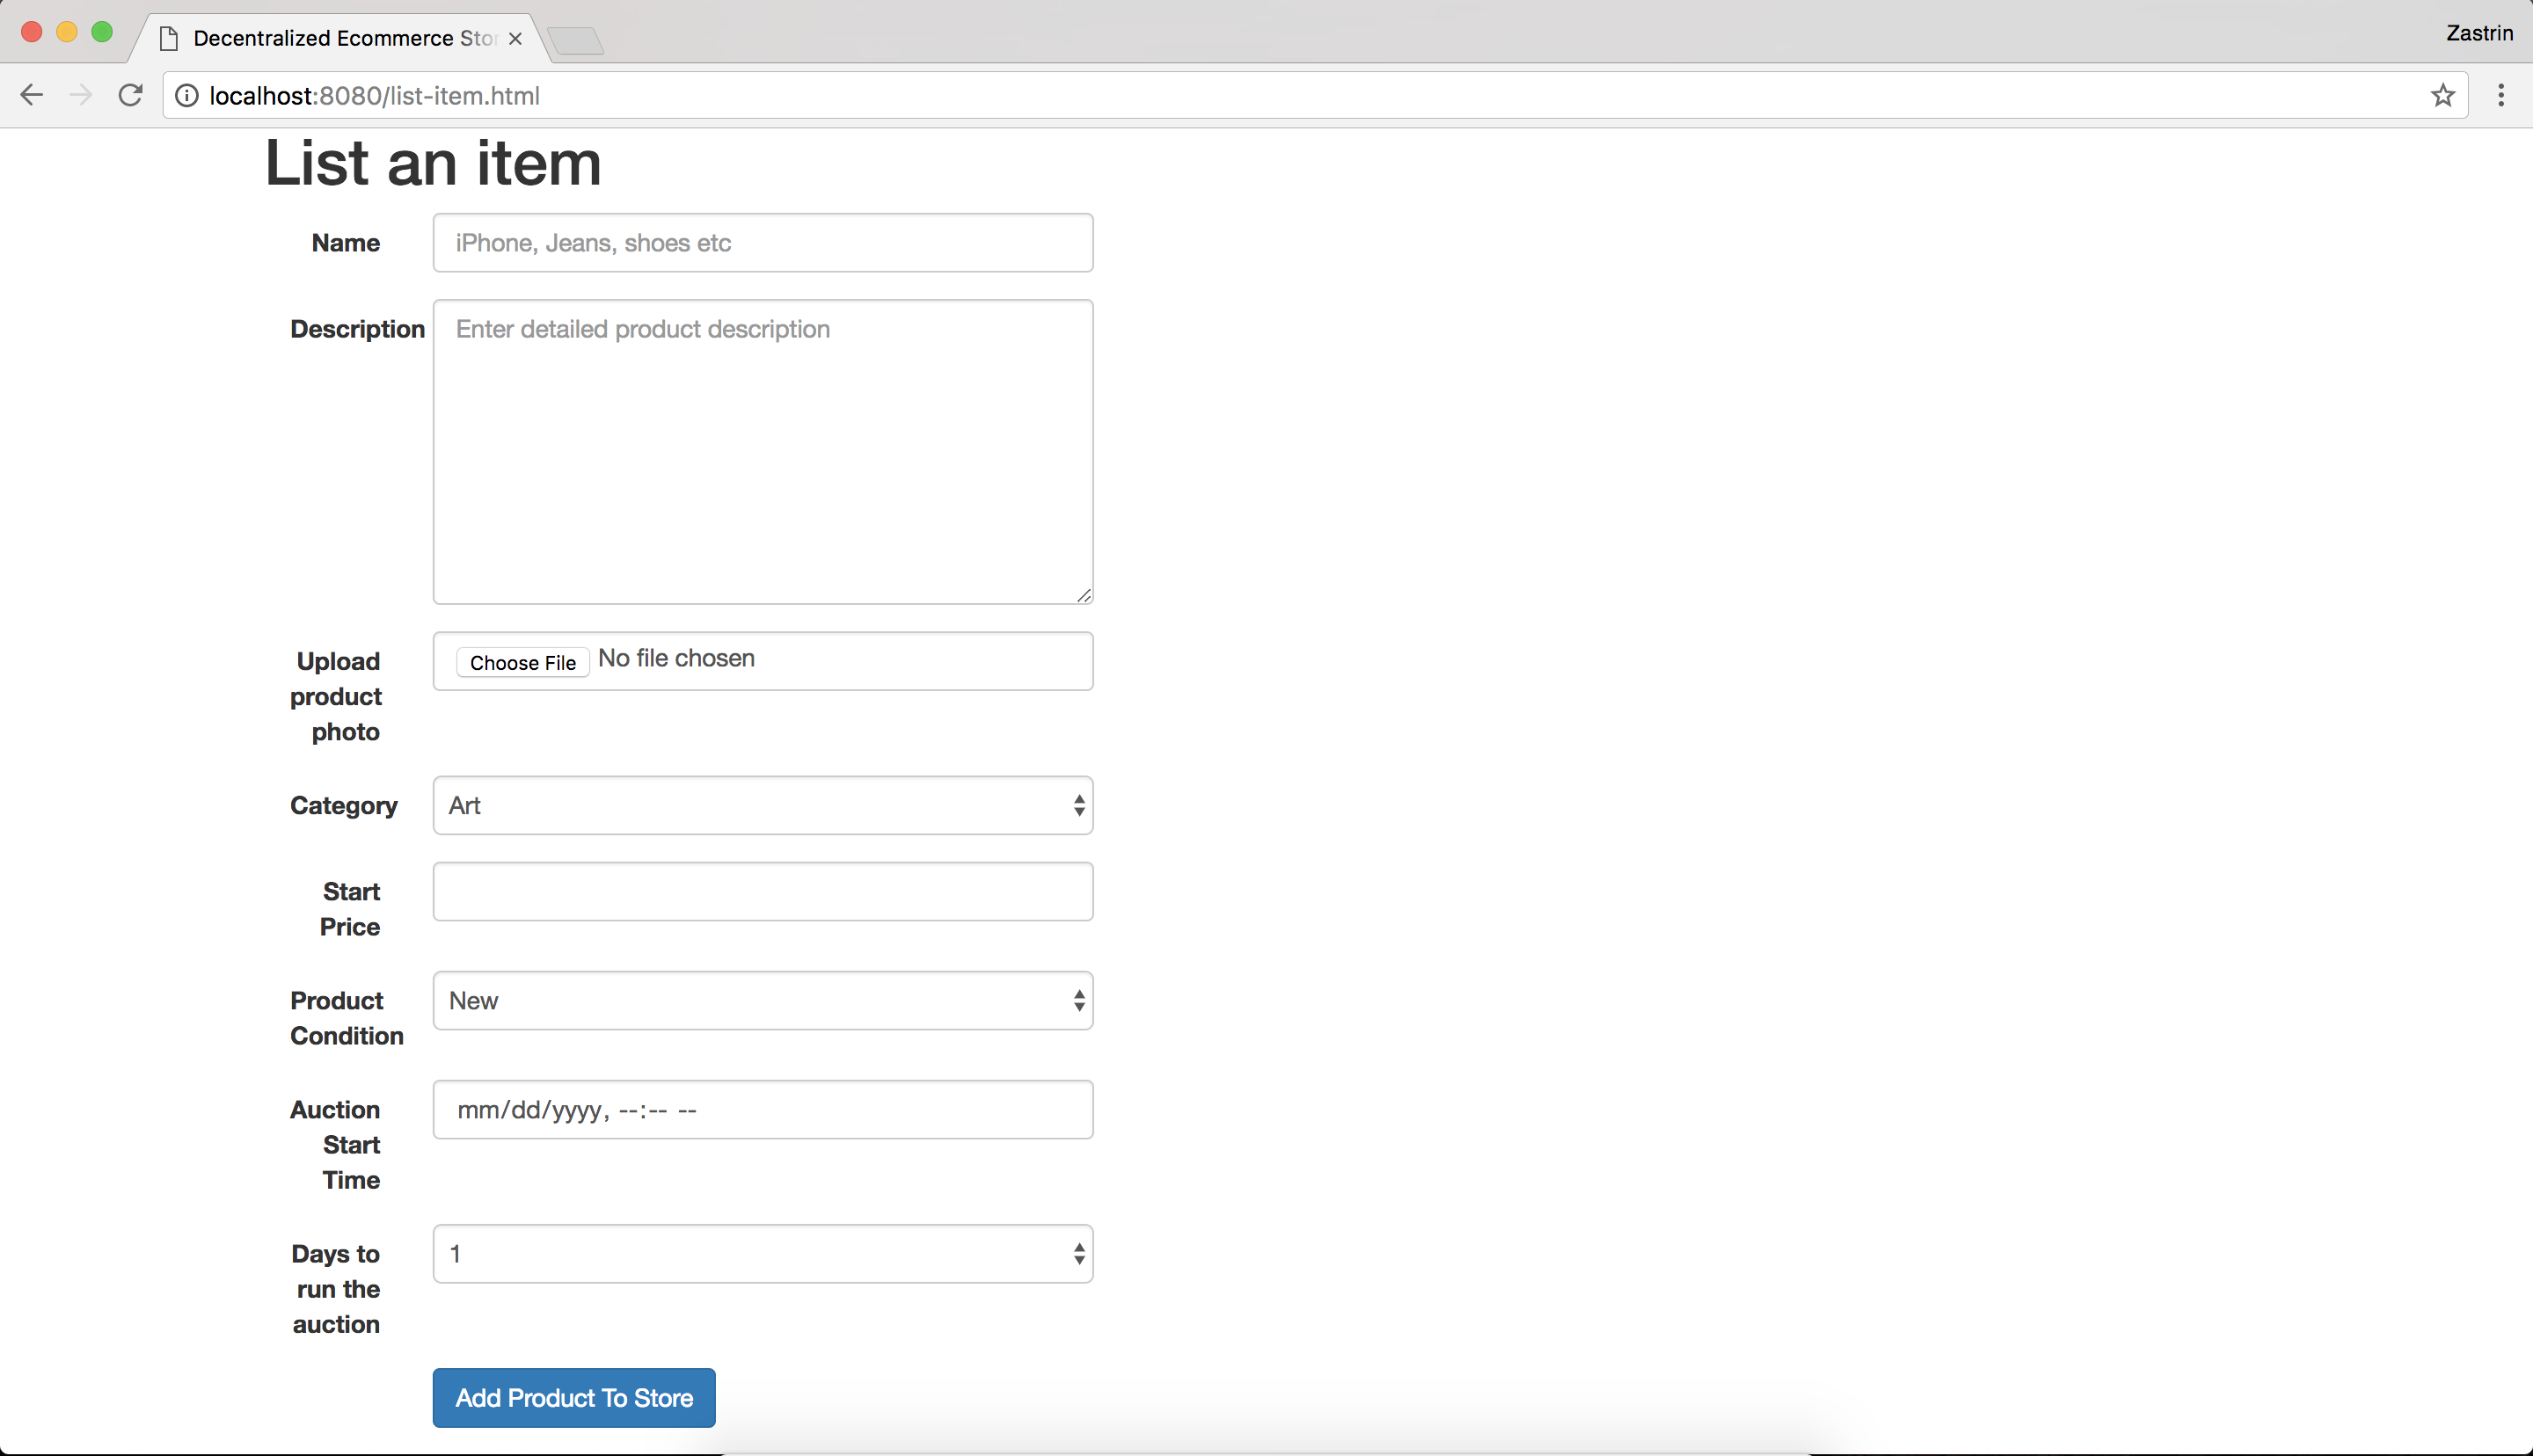 Decentralized Ecommerce Stor
Zastrin
localhost:8080/list-item.html
List an item
Name
iPhone, Jeans, shoes etc
Description
Enter detailed product description
Upload
product
photo
Choose File No file chosen
Category
Art
Start
Price
Product
Condition
New
Auction
Start
Time
mm/dd/yyyy, --:-- --
Days to
run the
auction
1
Add Product To Store